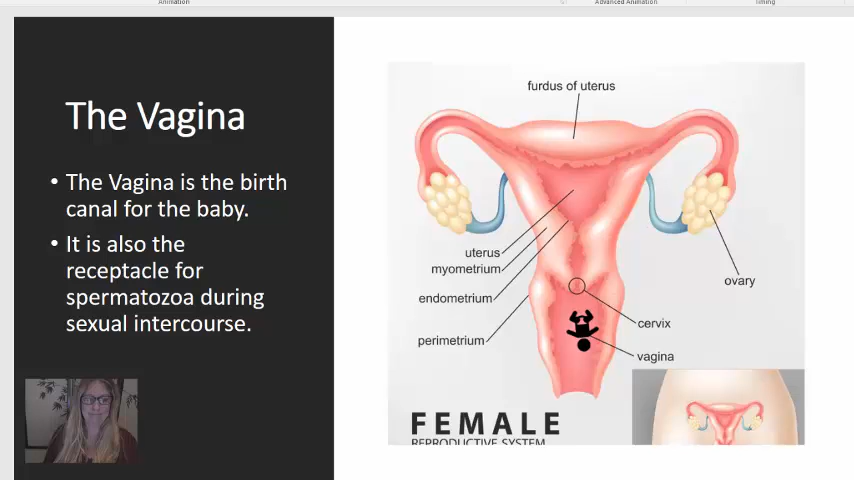 Animation
Advanced Animation
Timing
The Vagina
• The Vagina is the birth
canal for the baby.
• It is also the
receptacle for
spermatozoa during
sexual intercourse.
furdus of uterus
uterus
myometrium
endometrium
perimetrium
ovary
cervix
vagina
FEMALE
REPRODUCTIVE SYSTEM